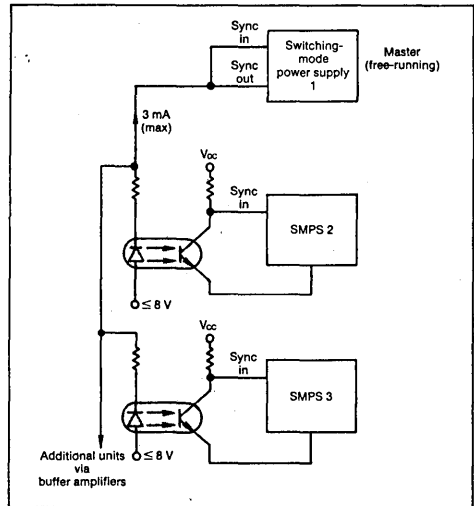 Sync
in
Switching-
mode
power supply
1
Master
(free-running)
Sync
out
3 mA
(max)
VCC
Sync
in
SMPS 2
≤ 8 V
VCC
Sync
in
SMPS 3
≤ 8 V
Additional units
via
buffer amplifiers